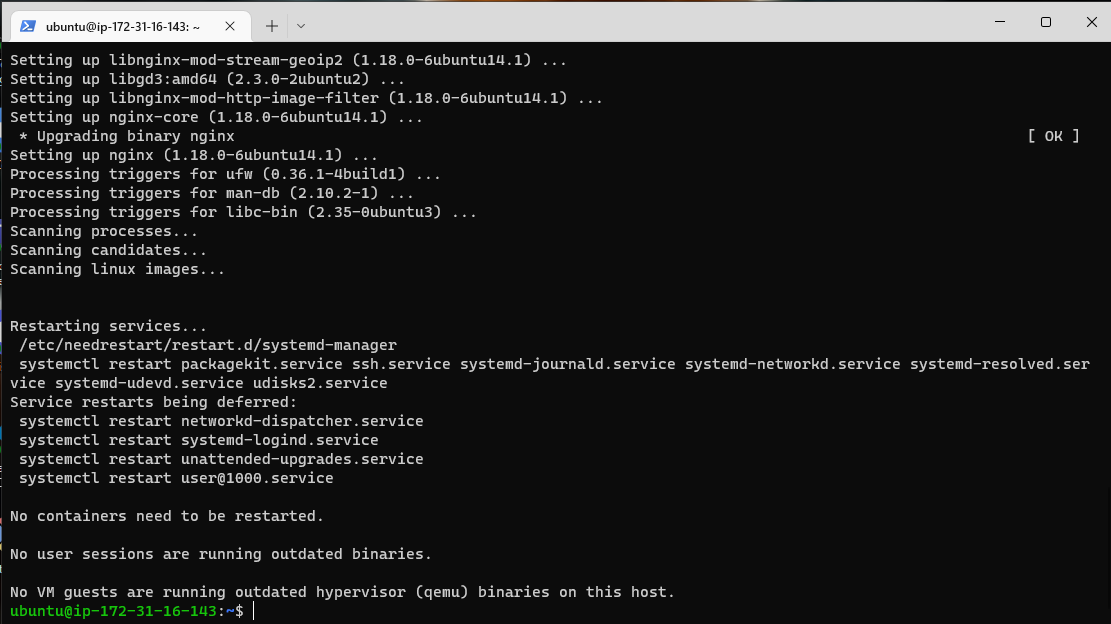 ubuntu@ip-172-31-16-143: ~
Setting up libnginx-mod-stream-geoip2 (1.18.0-6ubuntu14.1) ...
Setting up libgd3:amd64 (2.3.0-2ubuntu2) ...
Setting up libnginx-mod-http-image-filter (1.18.0-6ubuntu14.1) ...
Setting up nginx-core (1.18.0-6ubuntu14.1) ...
 * Upgrading binary nginx [ OK ]
Setting up nginx (1.18.0-6ubuntu14.1) ...
Processing triggers for ufw (0.36.1-4build1) ...
Processing triggers for man-db (2.10.2-1) ...
Processing triggers for libc-bin (2.35-0ubuntu3) ...
Scanning processes...
Scanning candidates...
Scanning linux images...
Restarting services...
 /etc/needrestart/restart.d/systemd-manager
 systemctl restart packagekit.service ssh.service systemd-journald.service systemd-networkd.service systemd-resolved.ser
vice systemd-udevd.service udisks2.service
Service restarts being deferred:
 systemctl restart networkd-dispatcher.service
 systemctl restart systemd-logind.service
 systemctl restart unattended-upgrades.service
 systemctl restart user@1000.service
No containers need to be restarted.
No user sessions are running outdated binaries.
No VM guests are running outdated hypervisor (qemu) binaries on this host.
ubuntu@ip-172-31-16-143:~$